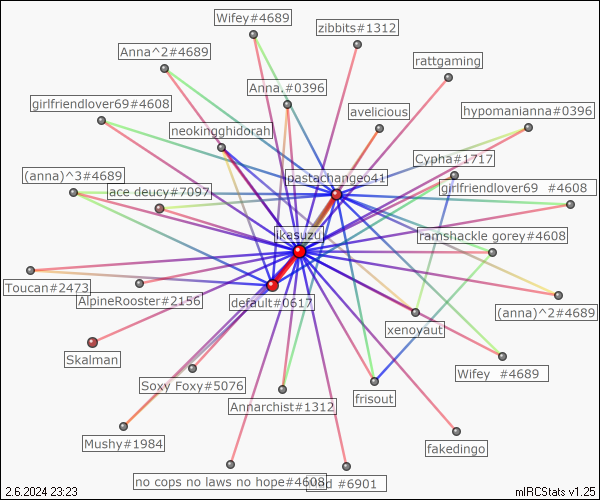 Wifey#4689
zibbits#1312
Anna^2#4689
rattgaming
Anna.#0396
girlfriendlover69#4608
avelicious
hypomanianna#0396
neokingghidorah
Cypha#1717
(anna)^3#4689
pastachangeo41
ace deucy#7097
girlfriendlover69 #4608
ikasuzu
ramshackle gorey#4608
Toucan#2473
AlpineRooster#2156
default#0617
(anna)^2#4689
xenoyaut
Skalman
Wifey #4689
Soxy Foxy#5076
frisout
Annarchist#1312
Mushy#1984
fakedingo
no cops no laws no hope#4608
#6901
2.6.2024 23:23
mIRCStats v1.25